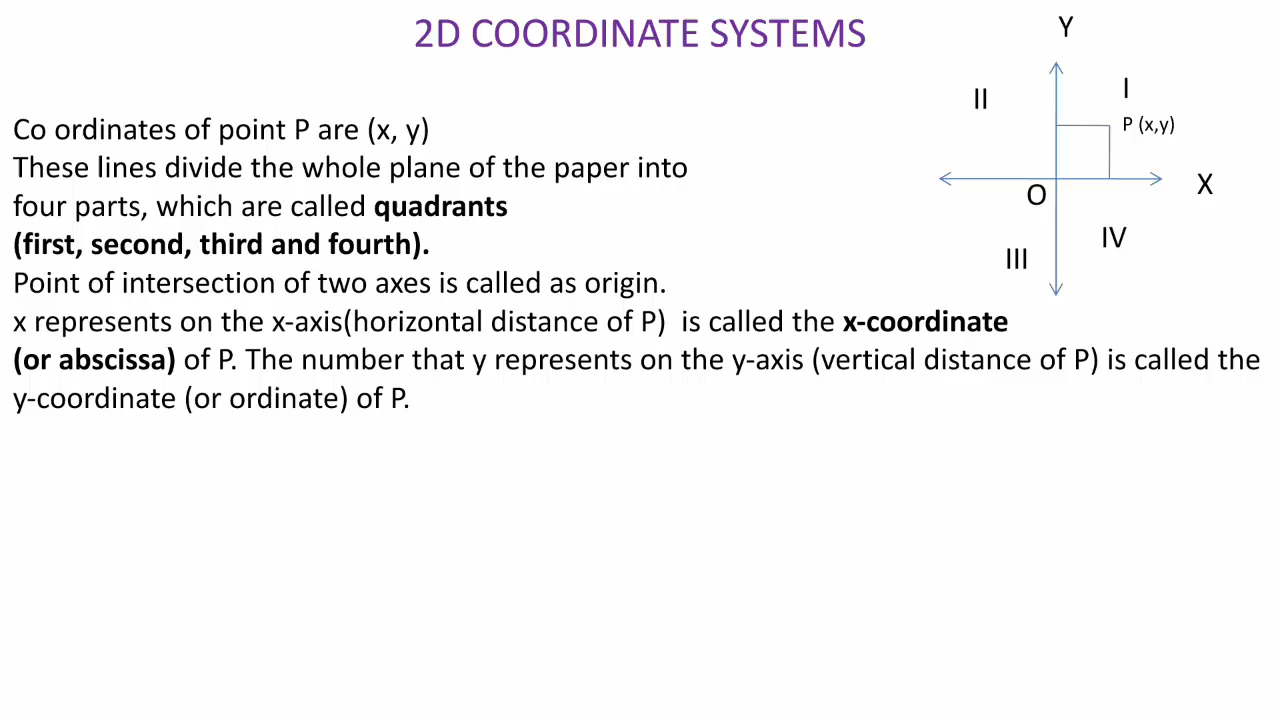 2D COORDINATE SYSTEMS
Co ordinates of point P are (x, y)
These lines divide the whole plane of the paper into
four parts, which are called quadrants
(first, second, third and fourth).
Point of intersection of two axes is called as origin.
x represents on the x-axis(horizontal distance of P)  is called the x-coordinate
(or abscissa) of P. The number that y represents on the y-axis (vertical distance of P) is called the
y-coordinate (or ordinate) of P.
Y
II
I
P (x,y)
X
O
IV
III